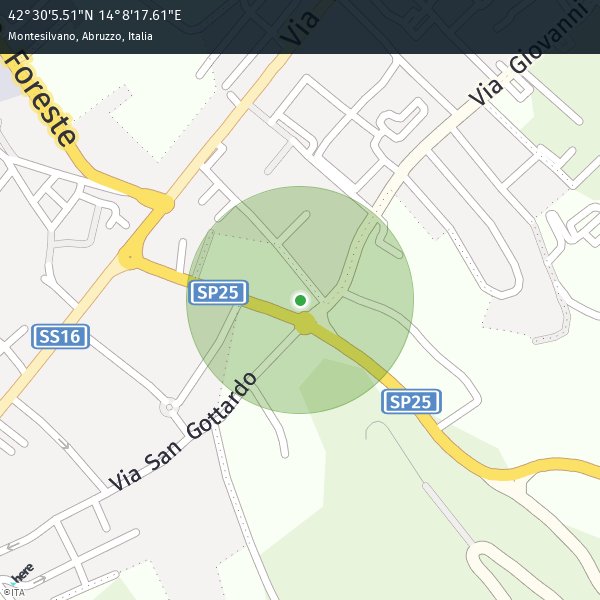 42°30'5.51"N 14°8'17.61"E
Montesilvano, Abruzzo, Italia
Via
Via Giovanni
Foreste
SP25
SS16
SP25
Via San Gottardo
here
©ITA